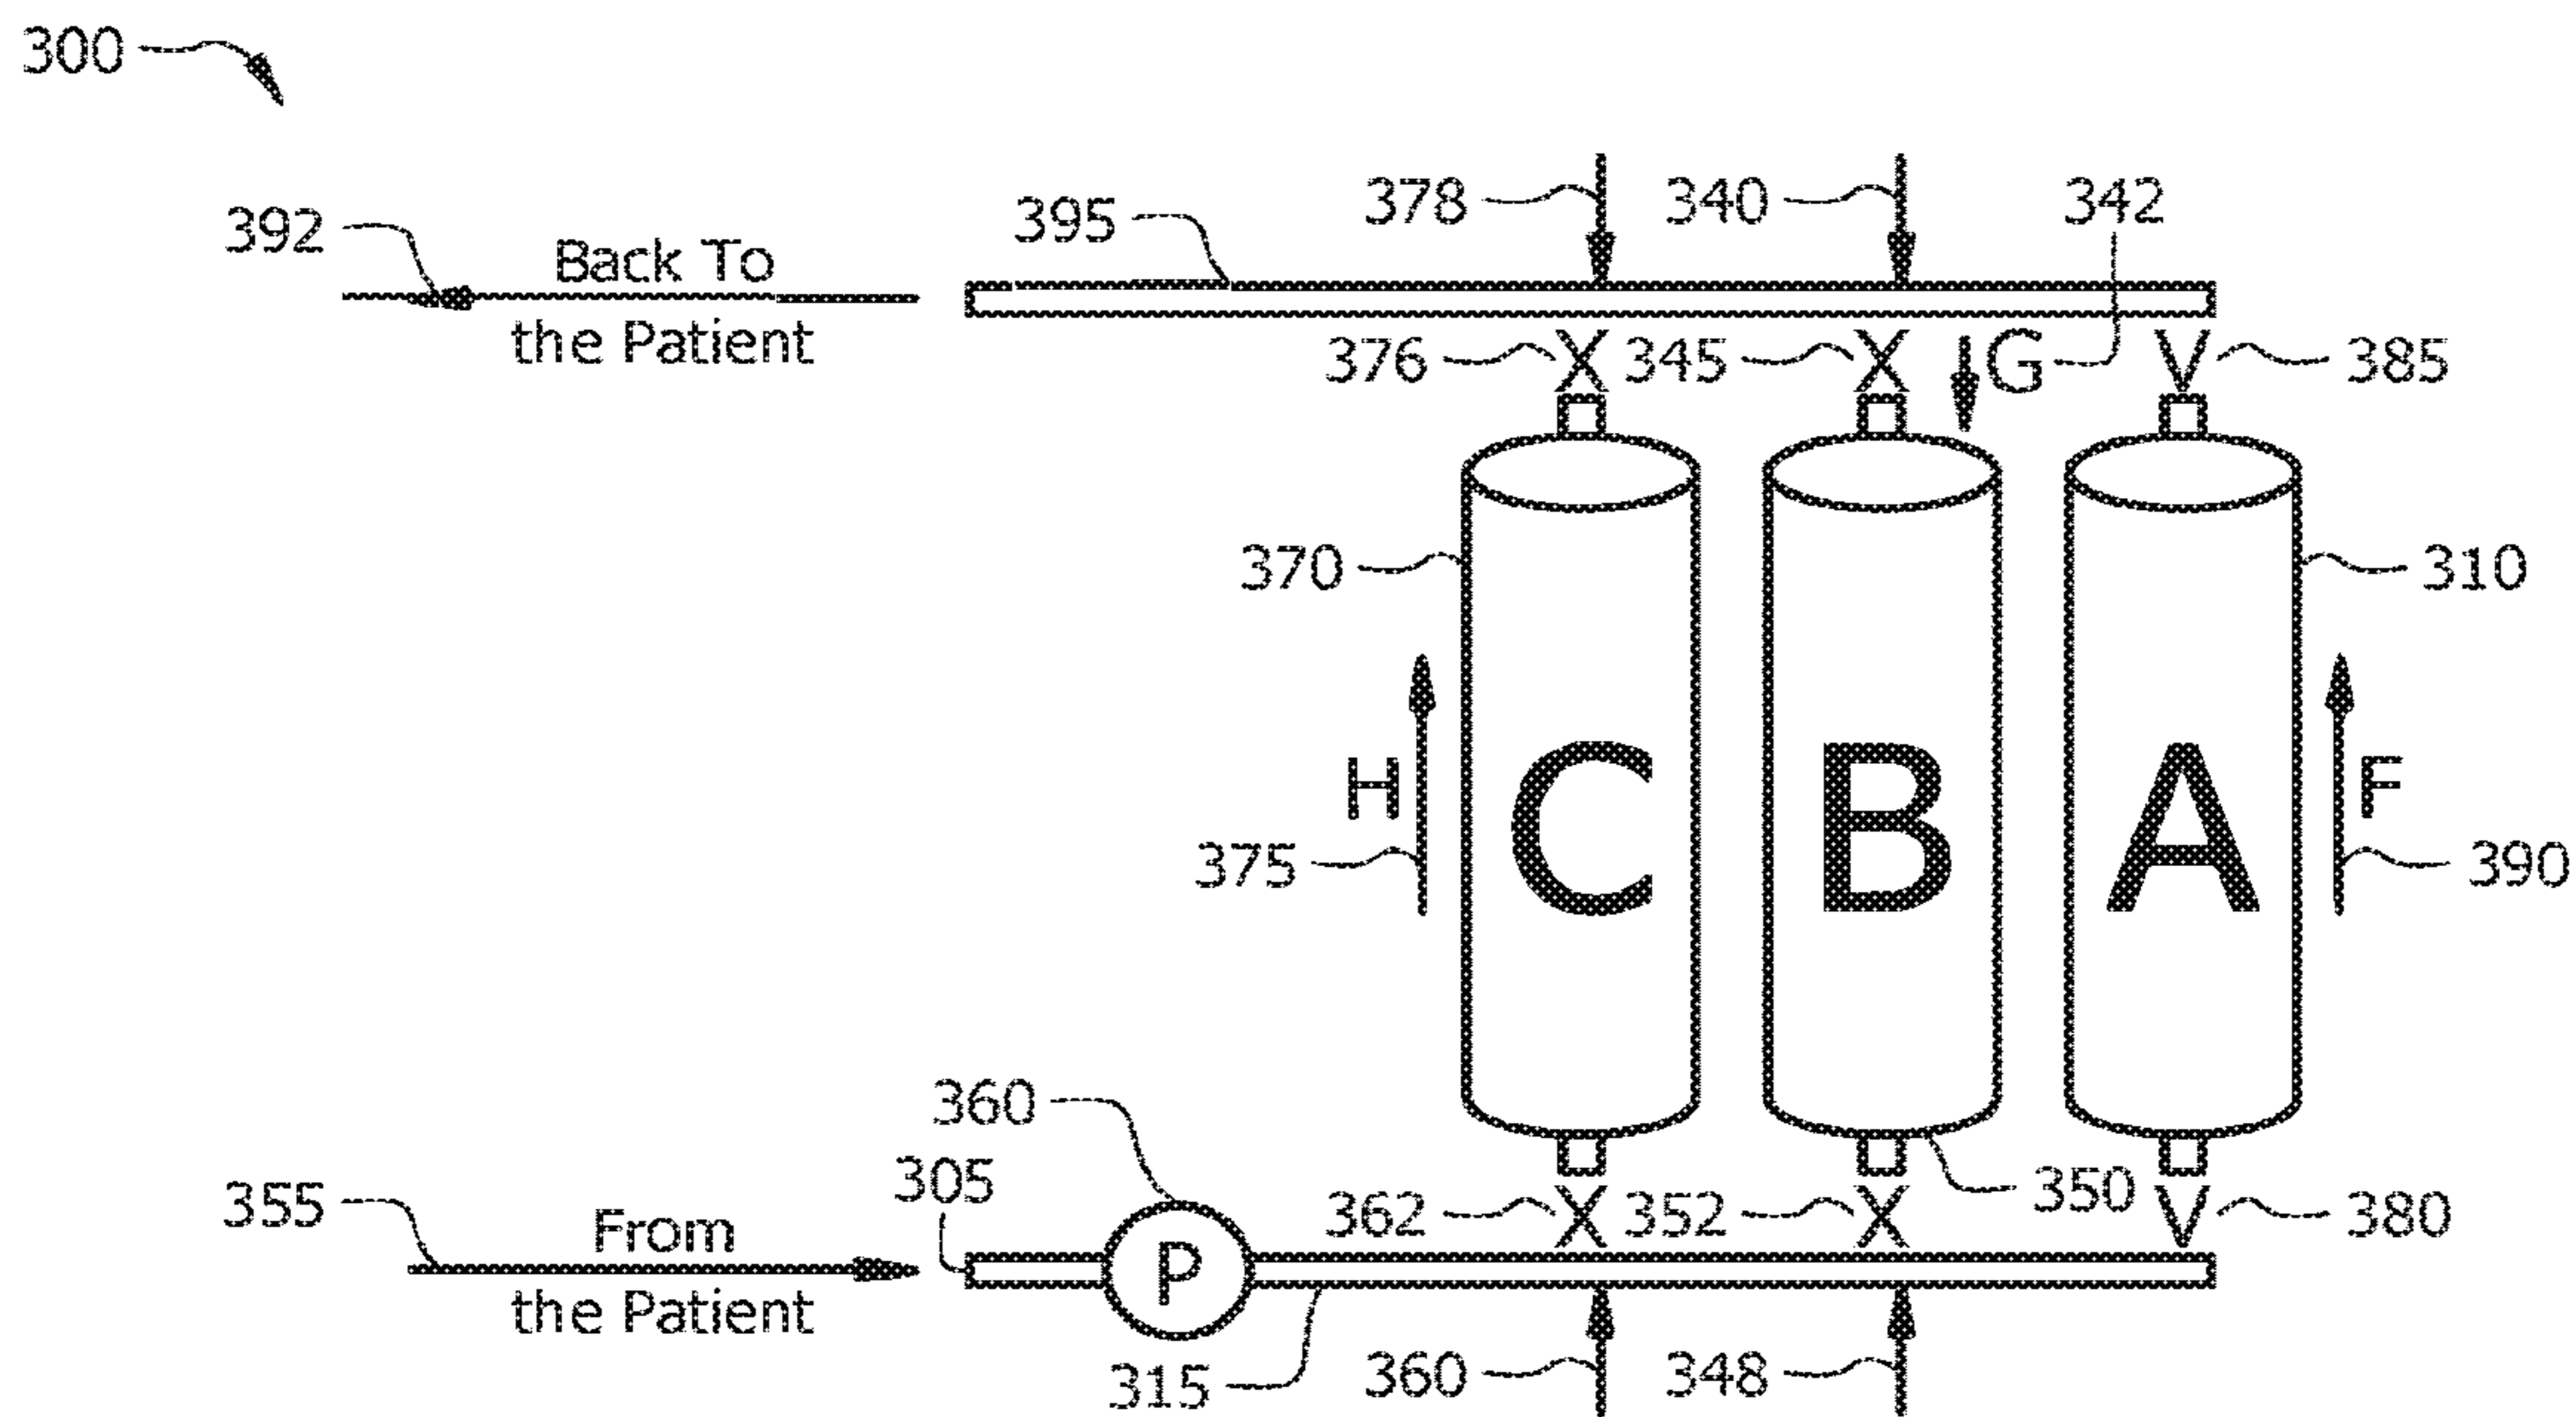 300
378
340
342
392
Back To
the Patient
395
376
X
345
X
G
V
385
370
310
C
B
A
H
F
375
390
360
305
355
From
the Patient
P
362
X
352
X
350
V
380
315
360
348